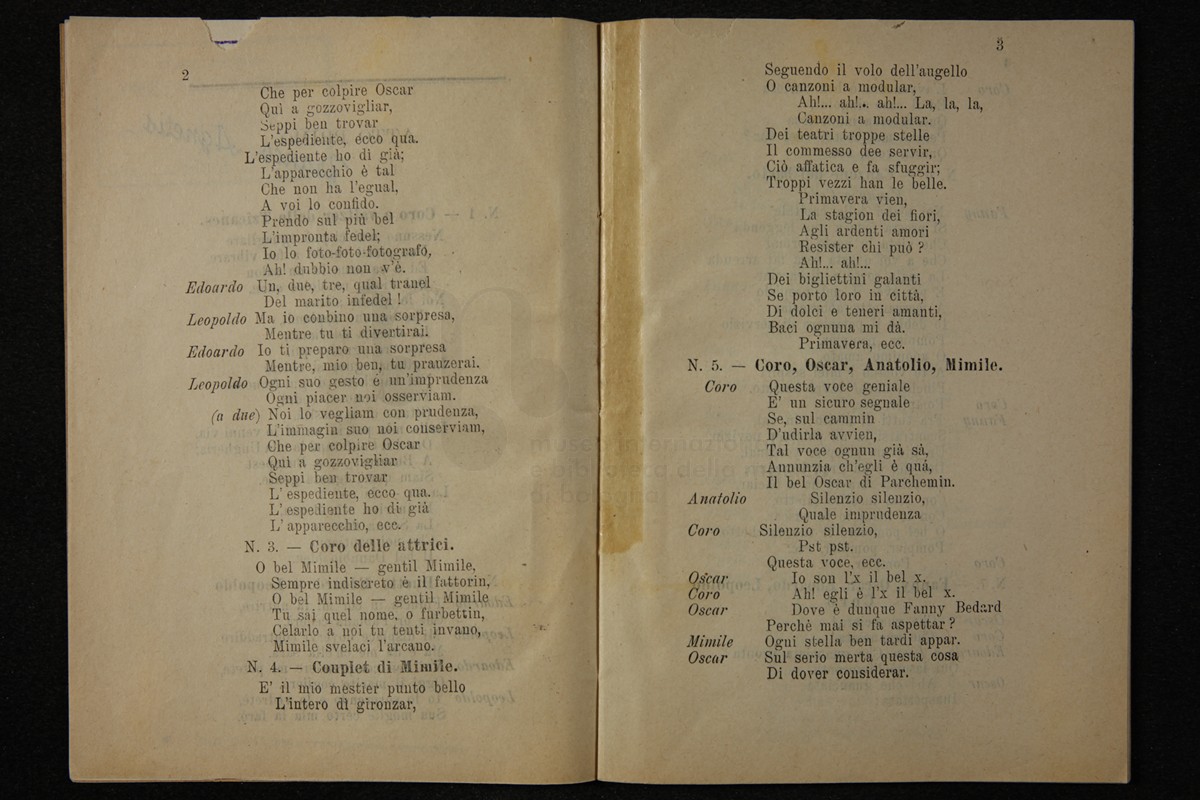 2
Che per colpire Oscar
Quì a gozzovigliar,
Seppi ben trovar
L'espediente, ecco qua.
L'espediente ho di già;
L'apparecchio è tal
Che non ha l'egual,
A voi lo confido.
Prendo sul più bel
L'impronta fedel;
Io lo foto-foto-fotografo,
Ah! dubbio non v'è.
Edoardo Un, due, tre, qual tranel
Del marito infedel!
Leopoldo Ma io conbino una sorpresa,
Mentre tu ti divertirai.
Edoardo Io ti preparo una sorpresa
Mentre, mio ben, tu pranzerai.
Leopoldo Ogni suo gesto é un'imprudenza
Ogni piacer noi osserviam.
(a due) Noi lo vegliam con prudenza,
L'immagin suo noi conserviam,
Che per colpire Oscar
Quì a gozzovigliar
Seppi ben trovar
L' espediente, ecco qua.
L' espediente ho di già
L' apparecchio, ecc.
N. 3. — Coro delle attrici.
O bel Mimile — gentil Mimile,
Sempre indiscreto è il fattorin,
O bel Mimile — gentil Mimile
Tu sai quel nome, o furbettin,
Celarlo a noi tu tenti invano,
Mimile svelaci l'arcano.
N. 4. — Couplet di Mimile.
E' il mio mestier punto bello
L'intero dì gironzar,
3
Seguendo il volo dell'augello
O canzoni a modular,
Ah!... ah!... ah!... La, la, la,
Canzoni a modular.
Dei teatri troppe stelle
Il commesso dee servir,
Ciò affatica e fa sfuggir;
Troppi vezzi han le belle.
Primavera vien,
La stagion dei fiori,
Agli ardenti amori
Resister chi può ?
Ah!... ah!...
Dei bigliettini galanti
Se porto loro in città,
Di dolci e teneri amanti,
Baci ognuna mi dà.
Primavera, ecc.
N. 5. — Coro, Oscar, Anatolio, Mimile.
Coro Questa voce geniale
E' un sicuro segnale
Se, sul cammin
D'udirla avvien,
Tal voce ognun già sà,
Annunzia ch'egli è quá,
Il bel Oscar di Parchemin.
Anatolio Silenzio silenzio,
Quale imprudenza
Coro Silenzio silenzio,
Pst pst.
Questa voce, ecc.
Oscar Io son l'x il bel x.
Coro Ah! egli é l'x il bel x.
Oscar Dove è dunque Fanny Bedard
Perchè mai si fa aspettar ?
Mimile Ogni stella ben tardi appar.
Oscar Sul serio merta questa cosa
Di dover considerar.